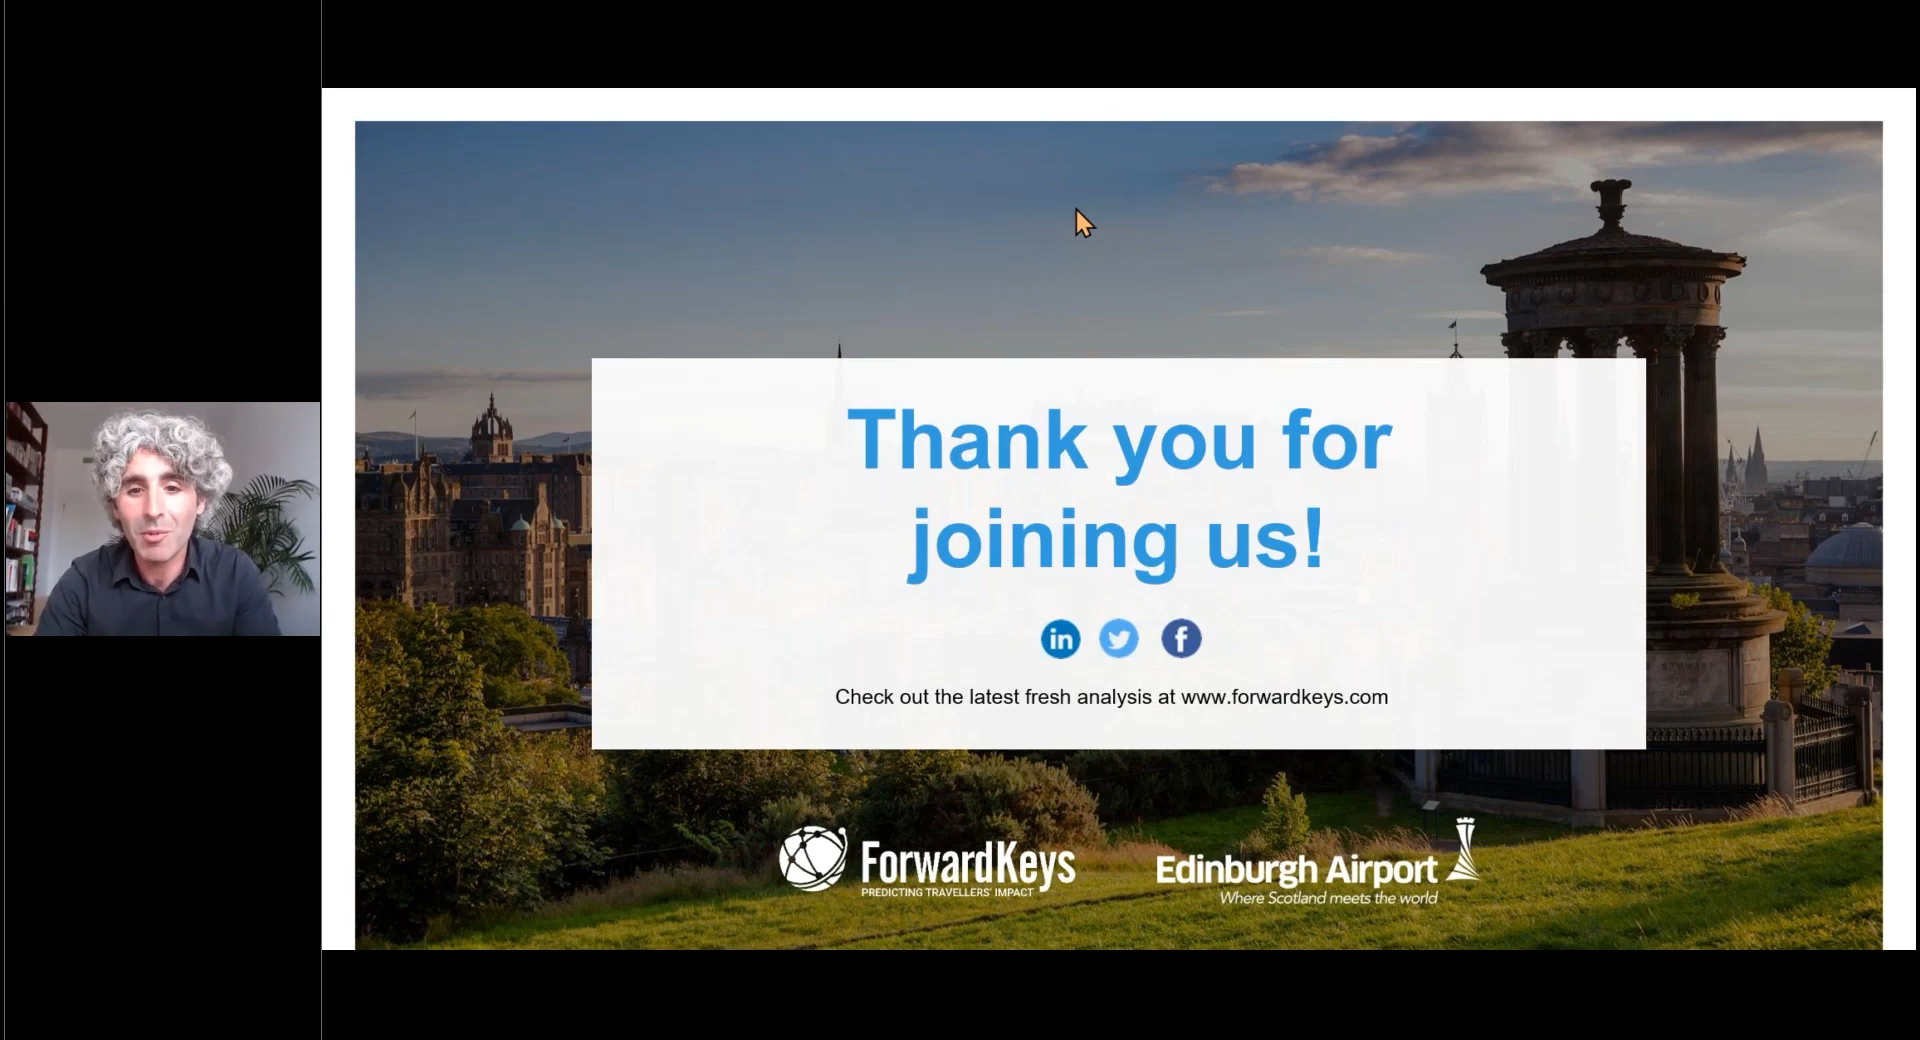 Thank you for
joining us!
in
f
Check out the latest fresh analysis at www.forwardkeys.com
ForwardKeys
PREDICTING TRAVELLERS' IMPACT
Edinburgh Airport
Where Scotland meets the world